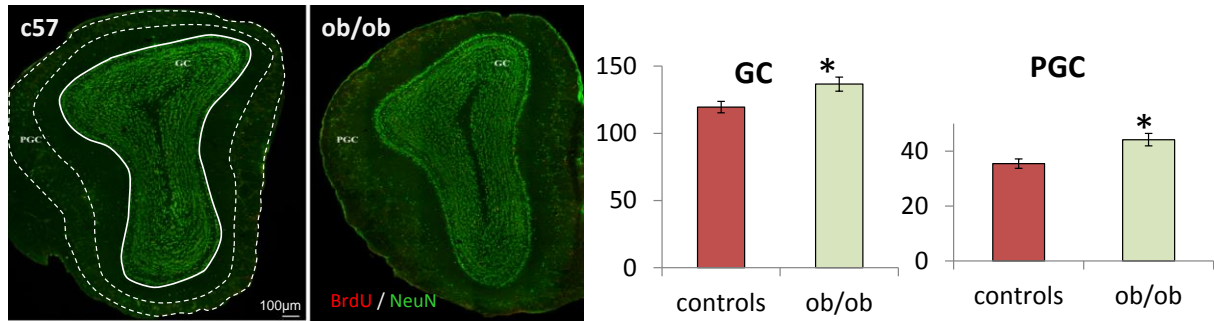 c57
GC
PGC
100µm
ob/ob
GC
PGC
BrdU / NeuN
GC
*
150
100
50
0
controls ob/ob
PGC
*
40
20
0
controls ob/ob